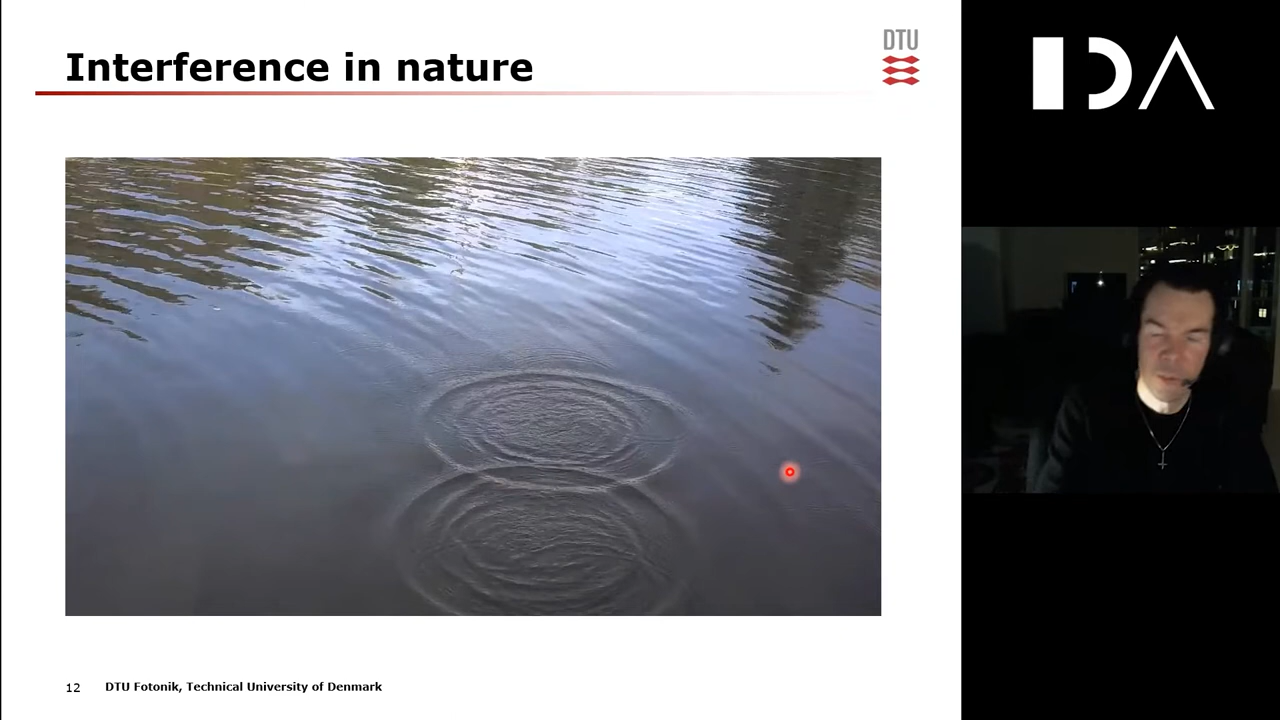 Interference in nature
DTU
IDA
12 DTU Fotonik, Technical University of Denmark